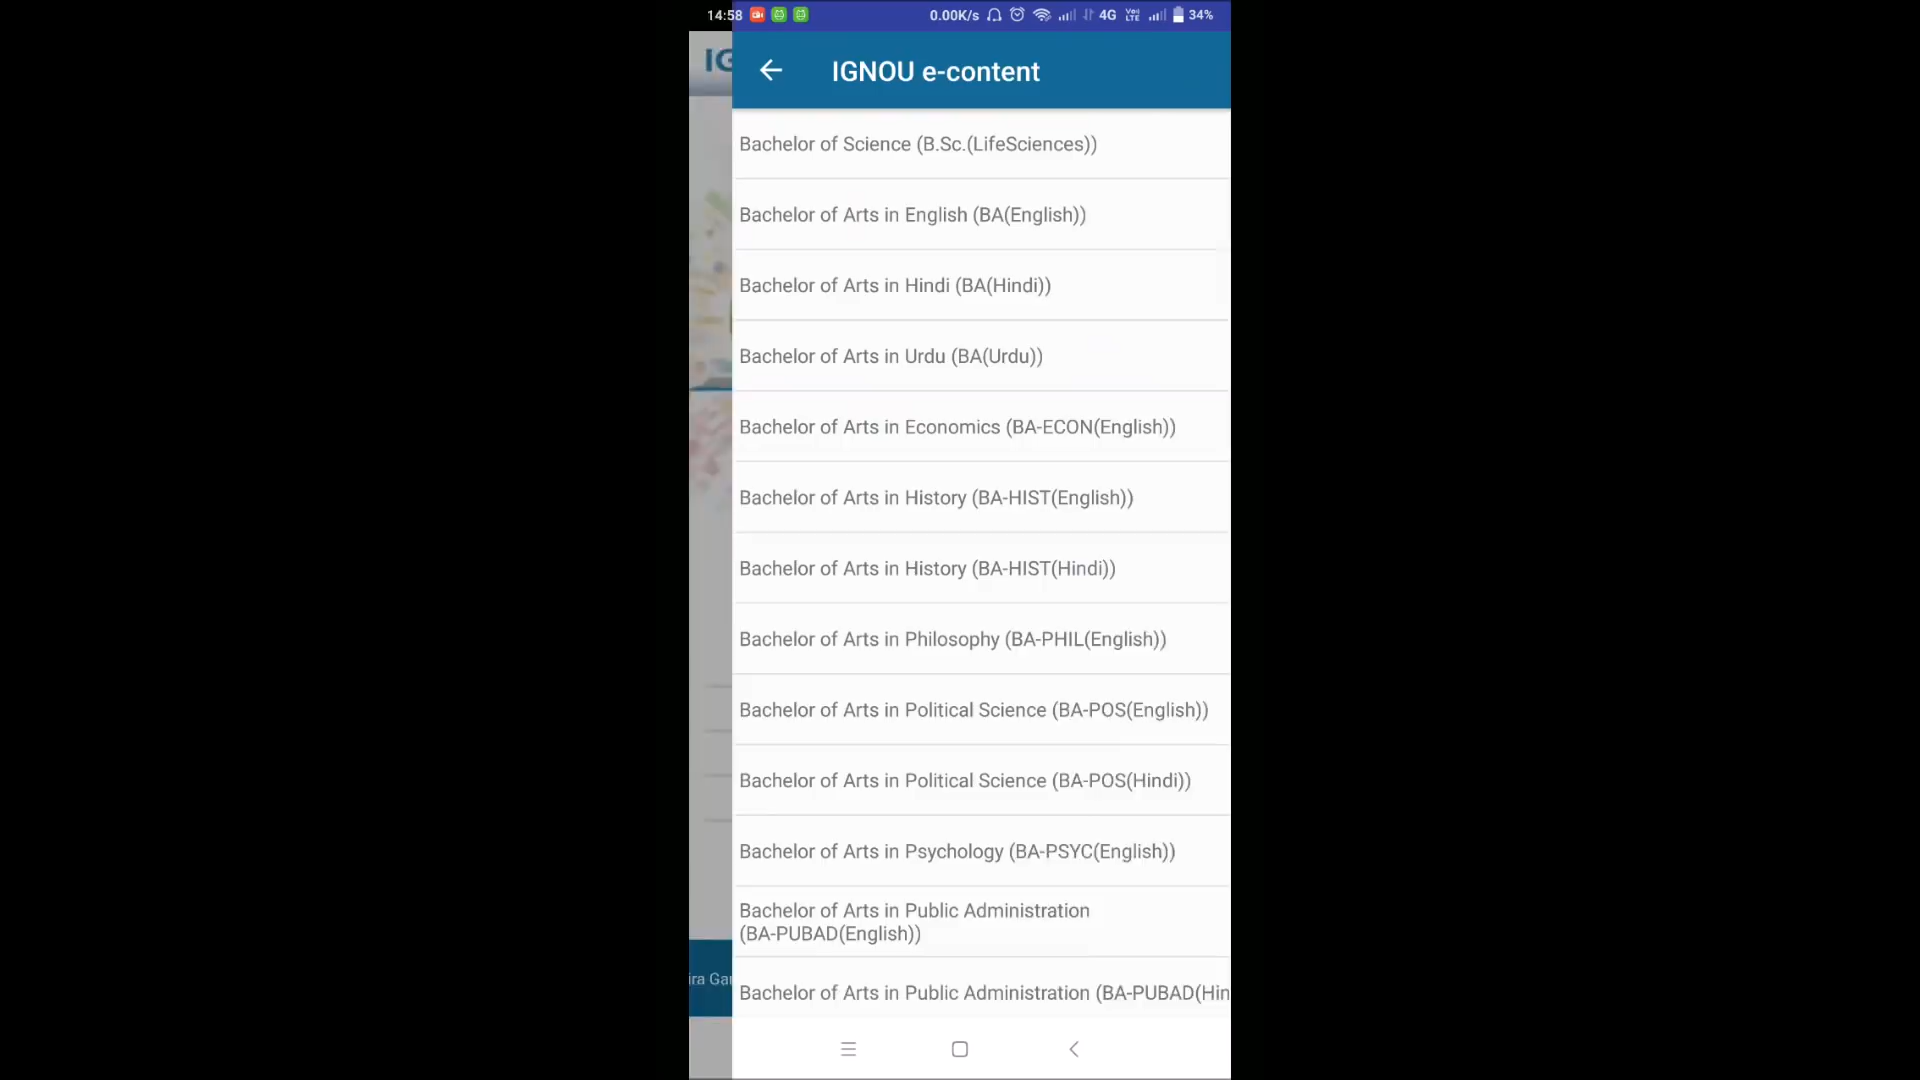 14:58 0.00K/s 4G Vo LTE 34%
IG
IGNOU e-content
Bachelor of Science (B.Sc.(LifeSciences))
Bachelor of Arts in English (BA(English))
Bachelor of Arts in Hindi (BA(Hindi))
Bachelor of Arts in Urdu (BA(Urdu))
Bachelor of Arts in Economics (BA-ECON(English))
Bachelor of Arts in History (BA-HIST(English))
Bachelor of Arts in History (BA-HIST(Hindi))
Bachelor of Arts in Philosophy (BA-PHIL(English))
Bachelor of Arts in Political Science (BA-POS(English))
Bachelor of Arts in Political Science (BA-POS(Hindi))
Bachelor of Arts in Psychology (BA-PSYC(English))
Bachelor of Arts in Public Administration
(BA-PUBAD(English))
ira Ga
Bachelor of Arts in Public Administration (BA-PUBAD(Hin